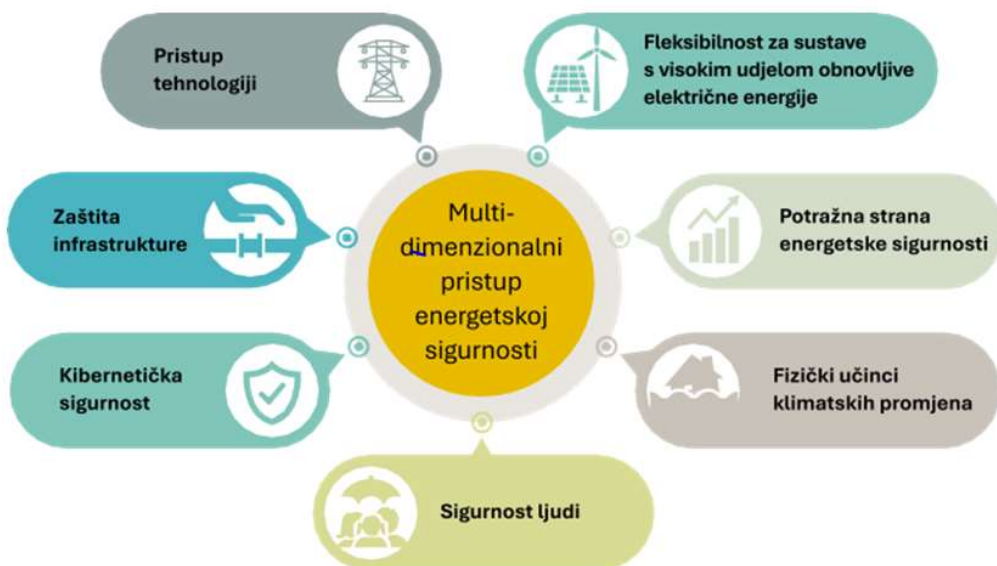 Pristup
tehnologiji
Fleksibilnost za sustave
s visokim udjelom obnovljive
električne energije
Zaštita
infrastrukture
Multi-
dimenzionalni
pristup
energetskoj
sigurnosti
Potražna strana
energetske sigurnosti
Kibernetička
sigurnost
Fizički učinci
klimatskih promjena
Sigurnost ljudi